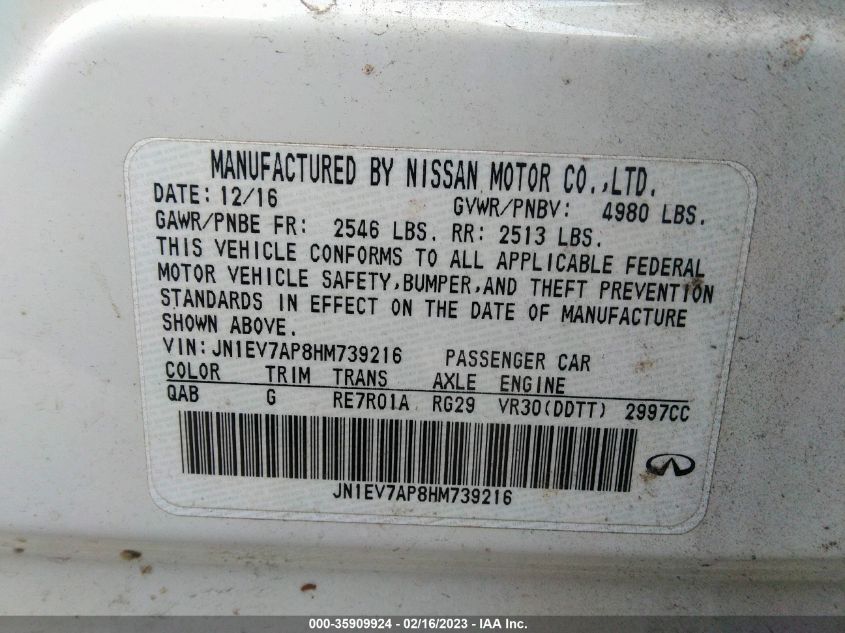 MANUFACTURED BY NISSAN MOTOR CO.,LTD.
DATE: 12/16 GVWR/PNBV: 4980 LBS.
GAWR/PNBE FR: 2546 LBS. RR: 2513 LBS.
THIS VEHICLE CONFORMS TO ALL APPLICABLE FEDERAL
MOTOR VEHICLE SAFETY,BUMPER,AND THEFT PREVENTION
STANDARDS IN EFFECT ON THE DATE OF MANUFACTURE
SHOWN ABOVE.
VIN:JN1EV7AP8HM739216 PASSENGER CAR
COLOR TRIM TRANS AXLE ENGINE
QAB G RE7R01A RG29 VR30(DDTT) 2997CC
JN1EV7AP8HM739216
000-35909924 - 02/16/2023 - IAA Inc.